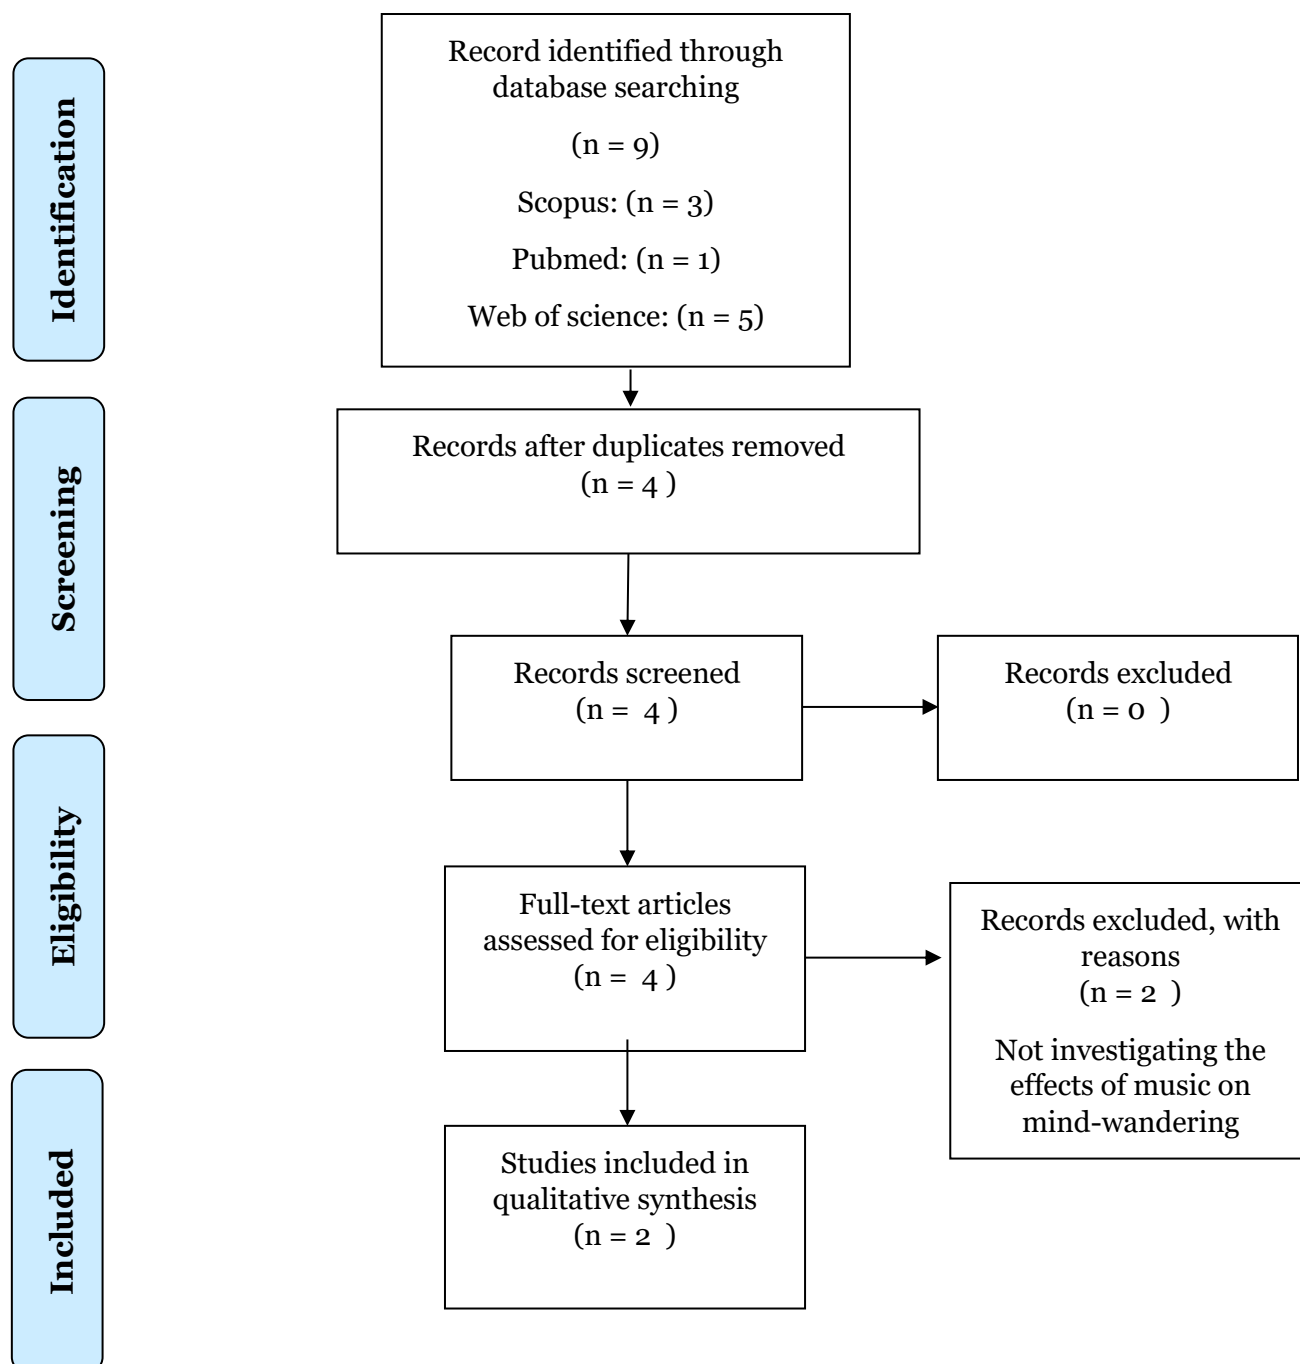 Identification
Record identified through
database searching
(n = 9)
Scopus: (n = 3)
Pubmed: (n = 1)
Web of science: (n = 5)
Screening
Records after duplicates removed
(n = 4 )
Records screened
(n =  4 )
Records excluded
(n = 0  )
Eligibility
Full-text articles
assessed for eligibility
(n =  4 )
Records excluded, with
reasons
(n = 2  )
Not investigating the
effects of music on
mind-wandering
Included
Studies included in
qualitative synthesis
(n = 2  )